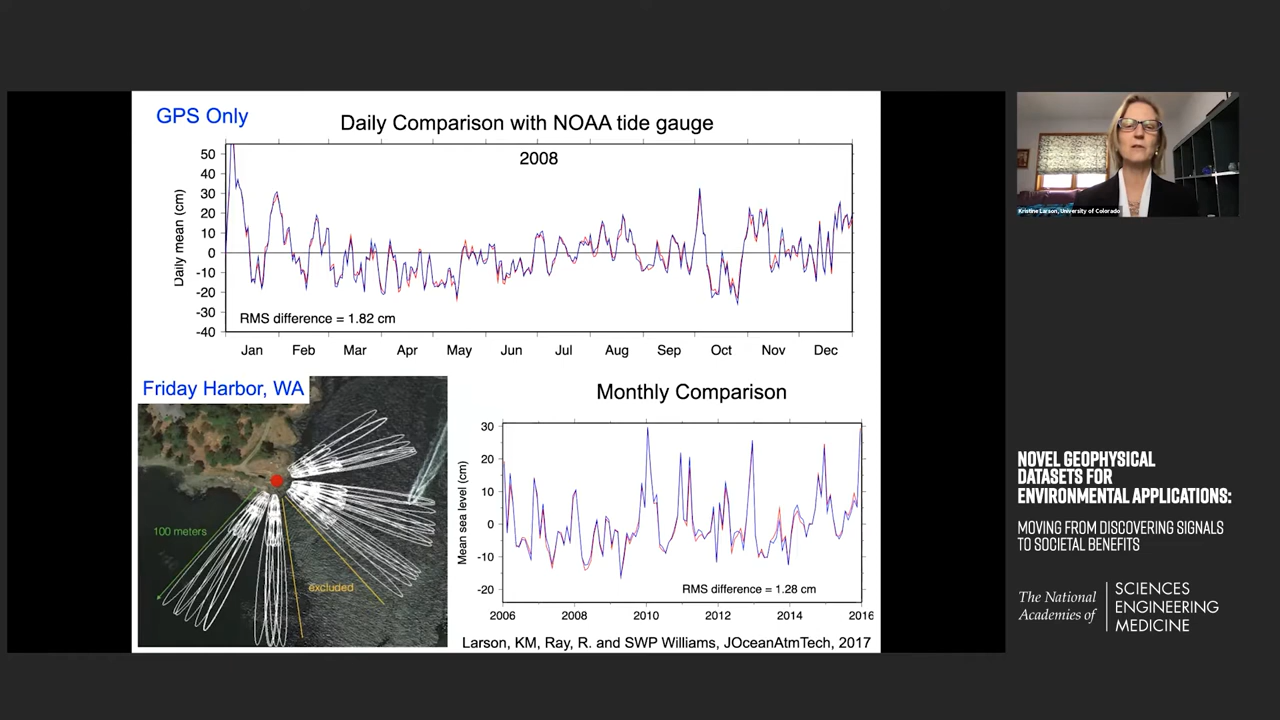 GPS Only
Daily Comparison with NOAA tide gauge
2008
Daily mean (cm)
50
40
30
20
10
0
-10
-20
-30
-40
RMS difference = 1.82 cm
Jan Feb Mar Apr May Jun Jul Aug Sep Oct Nov Dec
Friday Harbor, WA
100 meters
excluded
Monthly Comparison
Mean sea level (cm)
30
20
10
0
-10
-20
RMS difference = 1.28 cm
2006 2008 2010 2012 2014 2016
Larson, KM, Ray, R. and SWP Williams, JOceanAtmTech, 2017
Kristine Larson, University of Colorado
NOVEL GEOPHYSICAL
DATASETS FOR
ENVIRONMENTAL APPLICATIONS:
MOVING FROM DISCOVERING SIGNALS
TO SOCIETAL BENEFITS
The National
Academies of
SCIENCES
ENGINEERING
MEDICINE